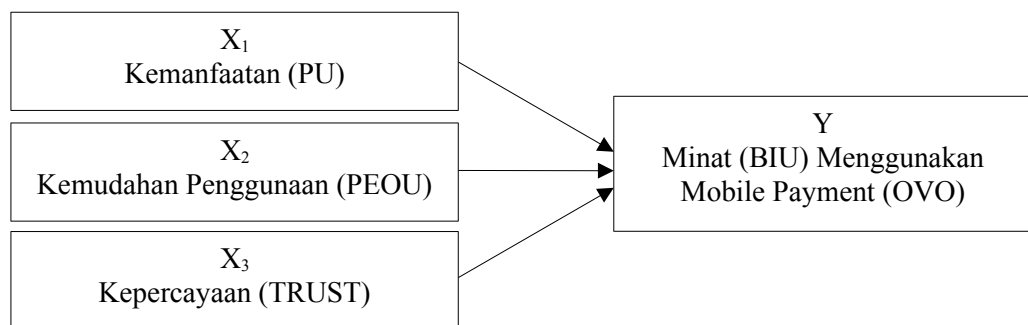 X₁
Kemanfaatan (PU)
X₂
Kemudahan Penggunaan (PEOU)
X₃
Kepercayaan (TRUST)
Y
Minat (BIU) Menggunakan
Mobile Payment (OVO)